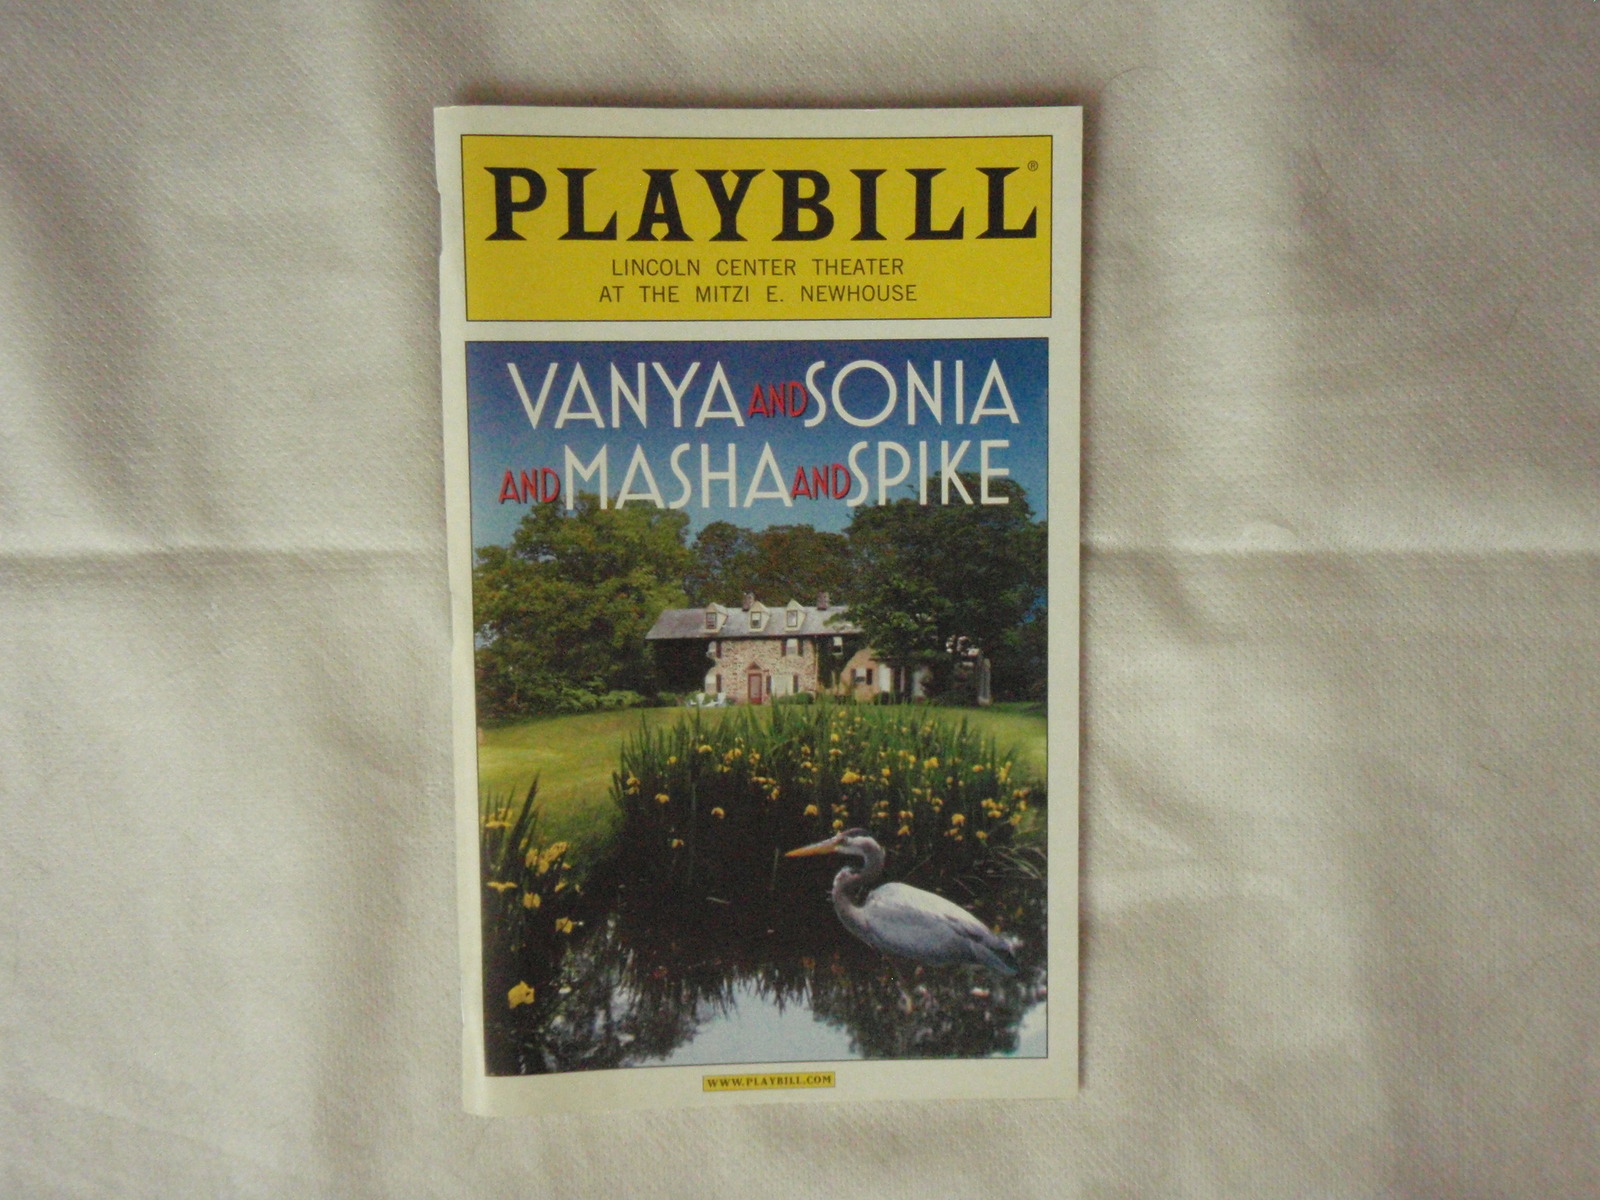 PLAYBILL®
LINCOLN CENTER THEATER
AT THE MITZI E. NEWHOUSE
VANYA AND SONIA
AND MASHA AND SPIKE
WWW.PLAYBILL.COM